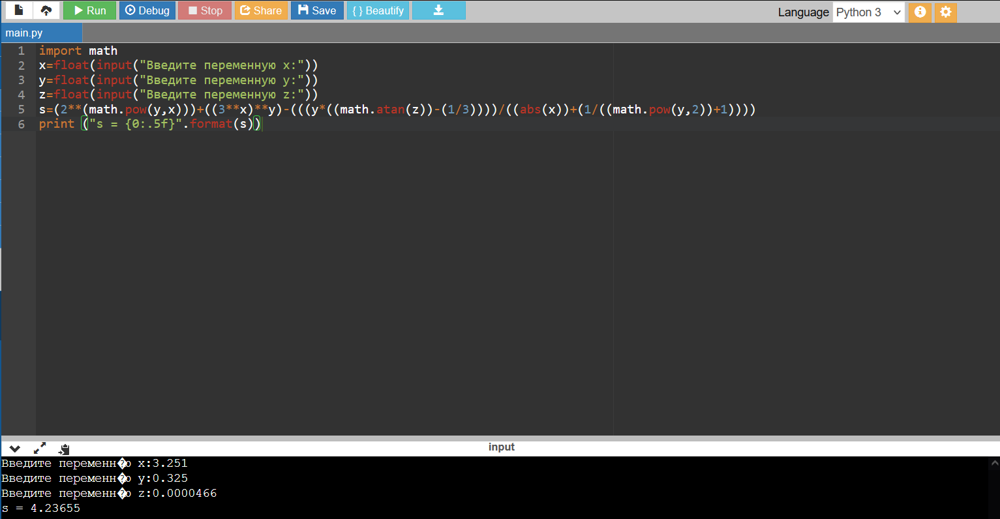 Run Debug Stop Share Save { } Beautify Language Python 3
main.py
1 import math
2 x=float(input("Введите переменную x:"))
3 y=float(input("Введите переменную y:"))
4 z=float(input("Введите переменную z:"))
5 s=(2**(math.pow(y,x)))+((3**x)**y)-(((y*((math.atan(z))-(1/3))))/((abs(x))+(1/((math.pow(y,2))+1))))
6 print ("s = {0:.5f}".format(s))
input
Введите переменн�ю x:3.251
Введите переменн�ю y:0.325
Введите переменн�ю z:0.0000466
s = 4.23655